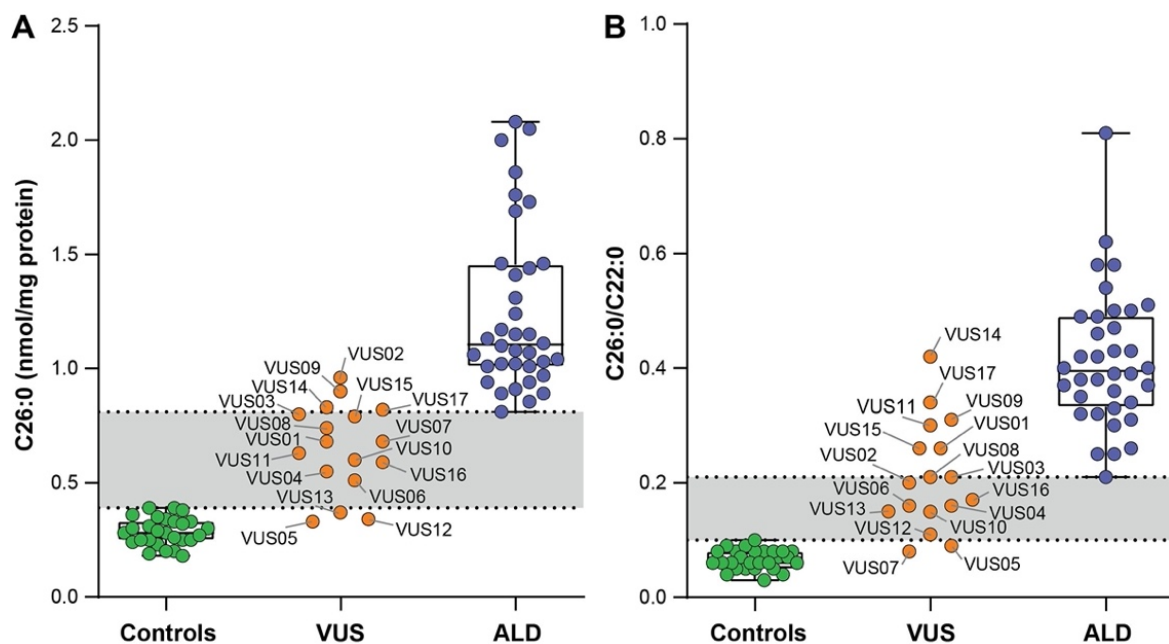 A
C26:0 (nmol/mg protein)
2.5
2.0
1.5
1.0
0.5
0.0
VUS02
VUS09
VUS14
VUS15
VUS03
VUS17
VUS08
VUS07
VUS01
VUS10
VUS11
VUS16
VUS04
VUS06
VUS13
VUS12
VUS05
Controls
VUS
ALD
B
C26:0/C22:0
1.0
0.8
0.6
0.4
0.2
0.0
VUS14
VUS17
VUS11
VUS09
VUS15
VUS01
VUS02
VUS08
VUS03
VUS06
VUS16
VUS13
VUS04
VUS12
VUS10
VUS07
VUS05
Controls
VUS
ALD